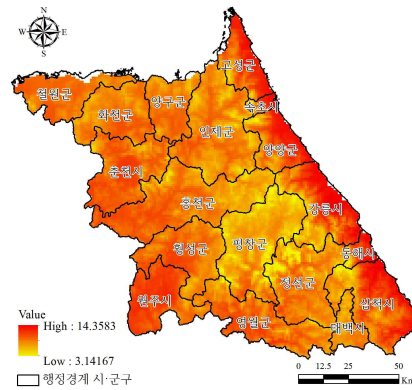 N
W E
S
고성군
철원군
화천군
양구군
속초시
인제군
양양군
춘천시
홍천군
강릉시
횡성군
평창군
동해시
정선군
원주시
삼척시
태백시
영월군
Value
High : 14.3583
Low : 3.14167
행정경계 시·군구
0 12.5 25 50
Km